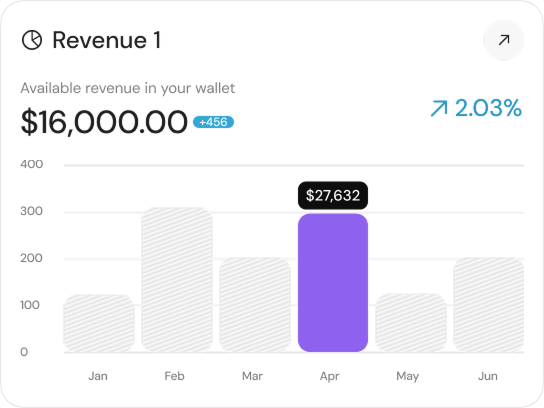 Revenue 1
Available revenue in your wallet
$16,000.00 +456
2.03%
400
$27,632
300
200
100
0
Jan Feb Mar Apr May Jun